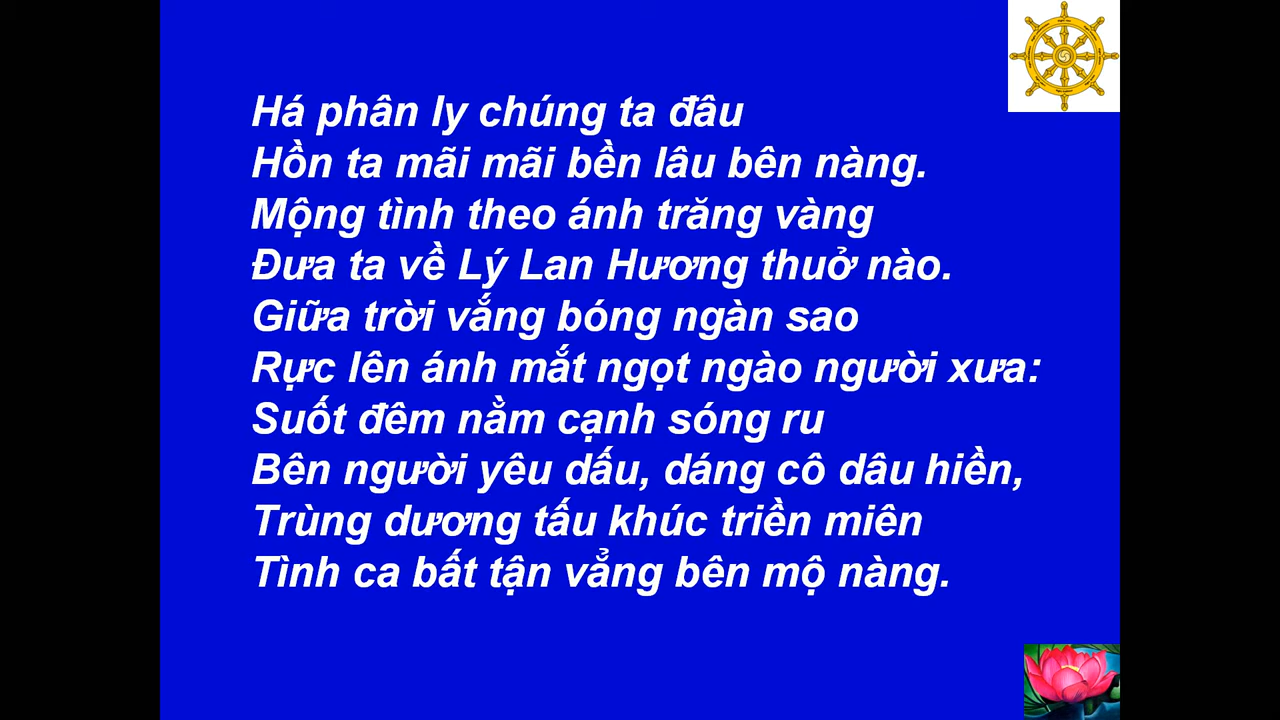 Há phân ly chúng ta đâu
Hồn ta mãi mãi bền lâu bên nàng.
Mộng tình theo ánh trăng vàng
Đưa ta về Lý Lan Hương thuở nào.
Giữa trời vắng bóng ngàn sao
Rực lên ánh mắt ngọt ngào người xưa:
Suốt đêm nằm cạnh sóng ru
Bên người yêu dấu, dáng cô dâu hiền,
Trùng dương tấu khúc triền miên
Tình ca bất tận vẳng bên mộ nàng.